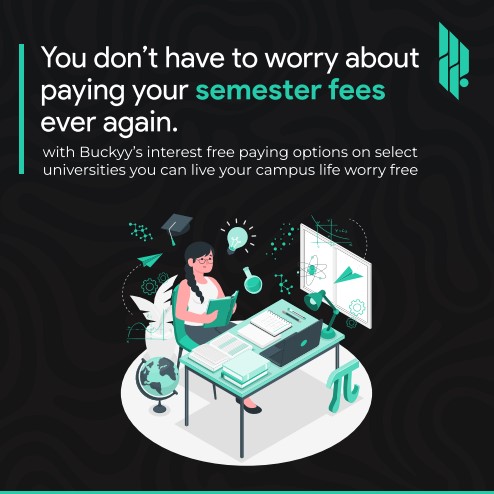 You don't have to worry about
paying your semester fees
ever again.
with Buckyy's interest free paying options on select
universities you can live your campus life worry free